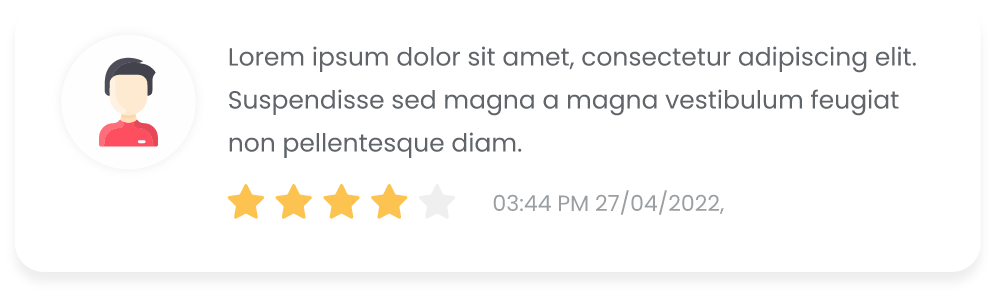 Lorem ipsum dolor sit amet, consectetur adipiscing elit.
Suspendisse sed magna a magna vestibulum feugiat
non pellentesque diam.
03:44 PM 27/04/2022,